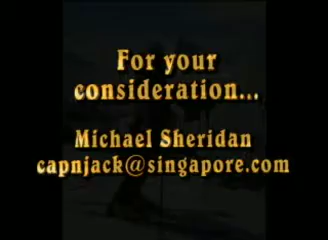 For your
consideration...
Michael Sheridan
capnjack@singapore.com